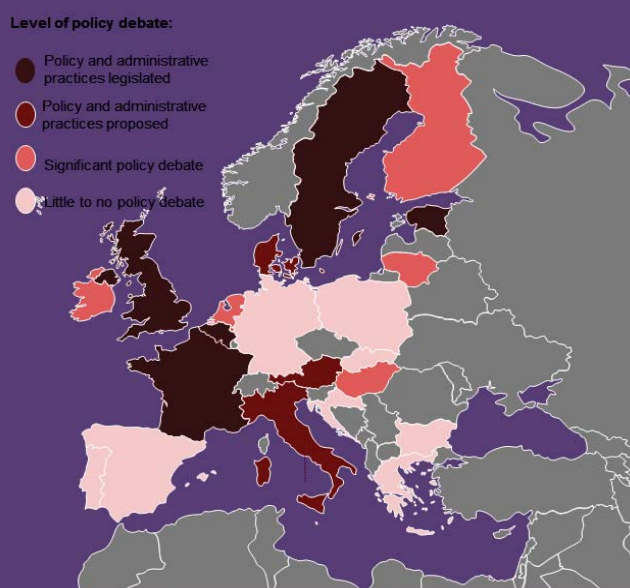 Level of policy debate:
Policy and administrative
practices legislated
Policy and administrative
practices proposed
Significant policy debate
Little to no policy debate